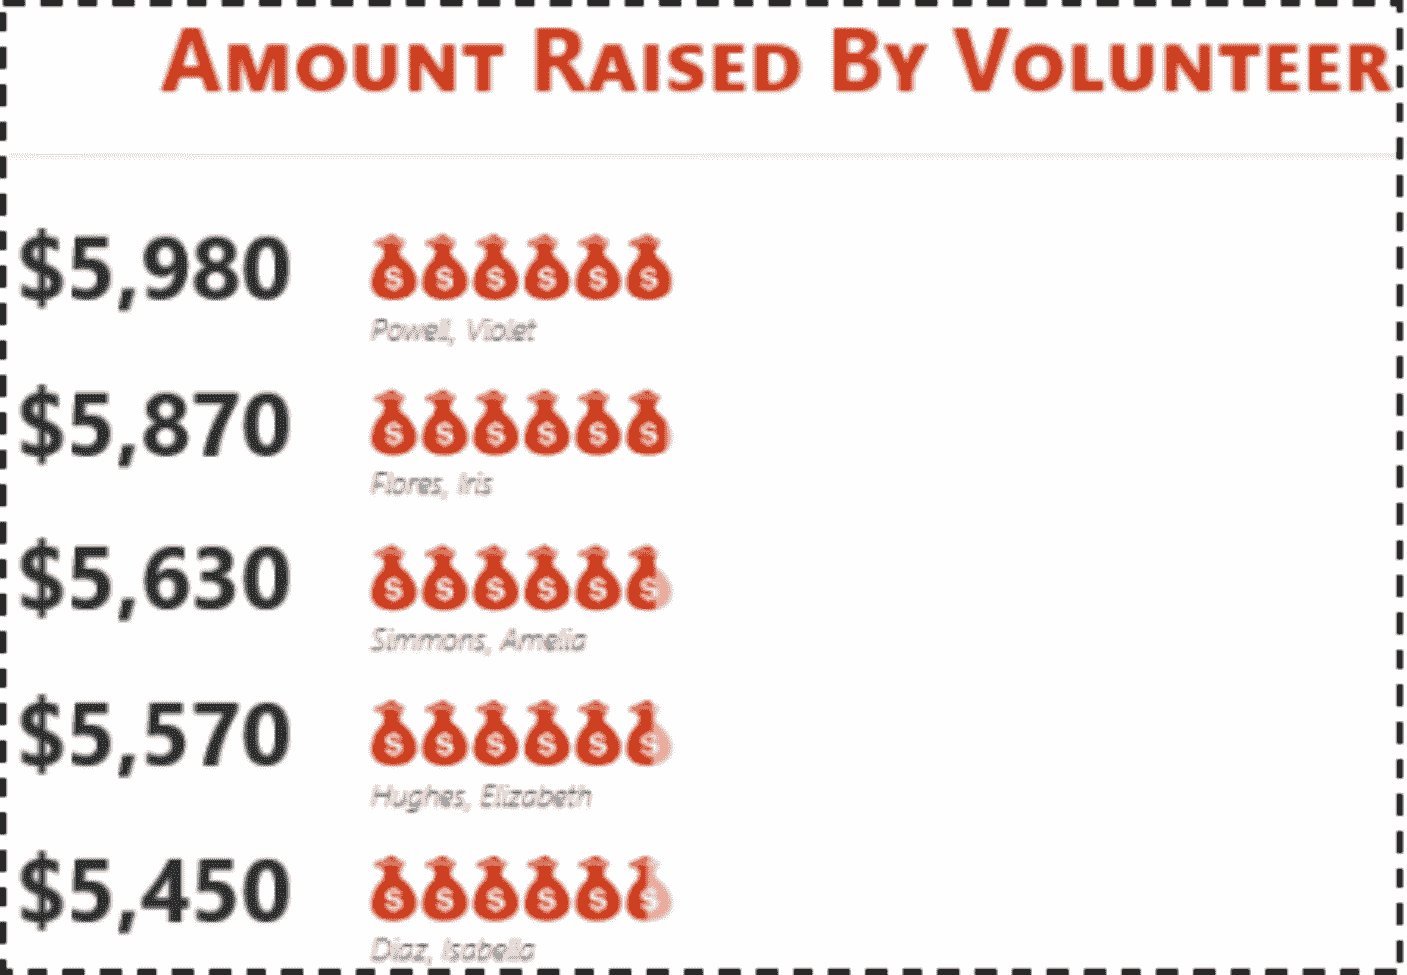 Amount Raised By Volunteer
$5,980
Powell, Violet
$5,870
Flores, Iris
$5,630
Simmons, Amelia
$5,570
Hughes, Elizabeth
$5,450
Diaz, Isabella